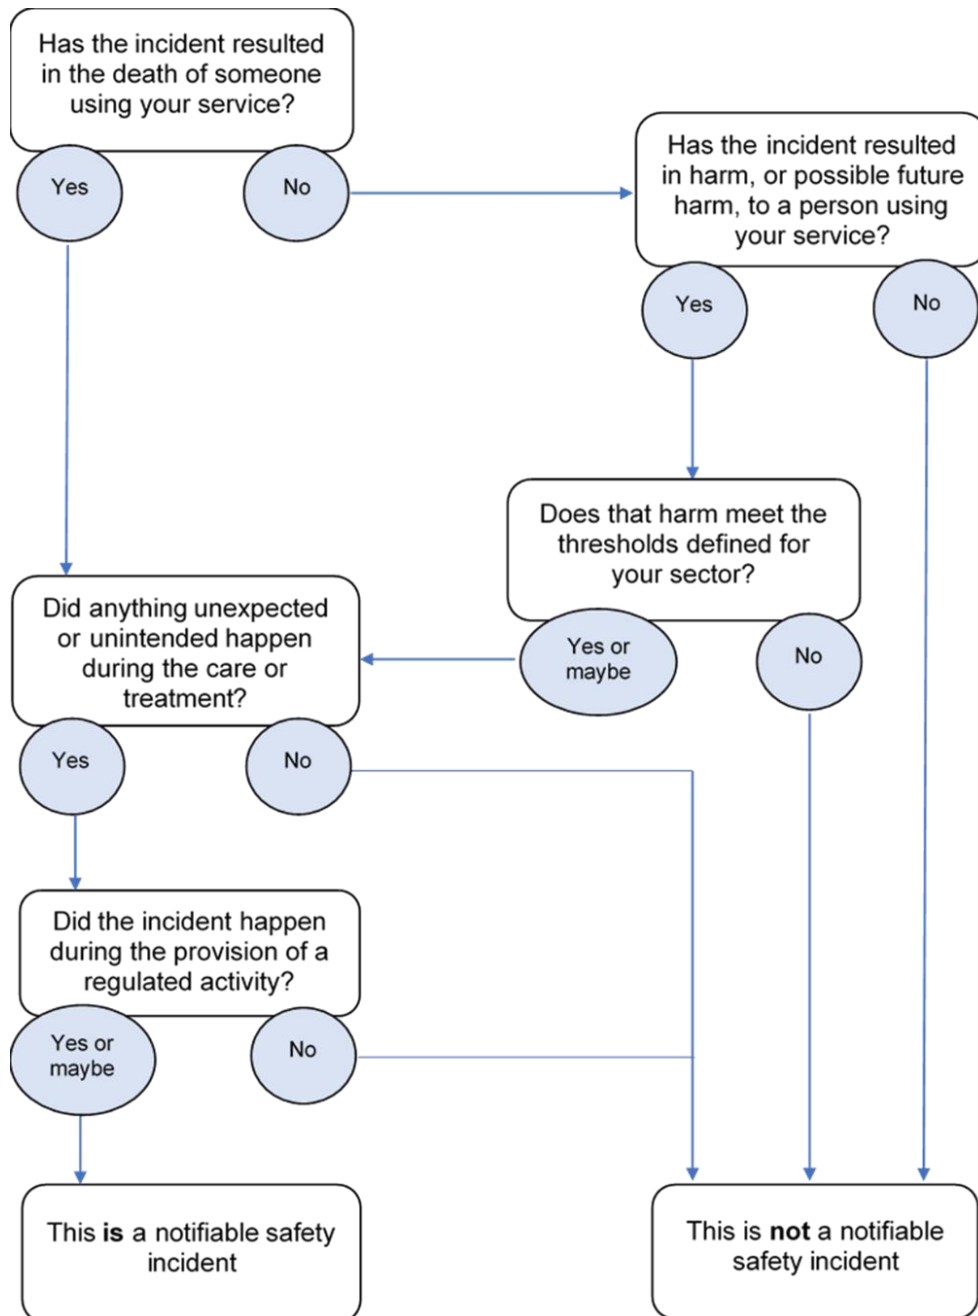 Has the incident resulted
in the death of someone
using your service?
Yes
No
Has the incident resulted
in harm, or possible future
harm, to a person using
your service?
Yes
No
Does that harm meet the
thresholds defined for
your sector?
Yes or
maybe
No
Did anything unexpected
or unintended happen
during the care or
treatment?
Yes
No
Did the incident happen
during the provision of a
regulated activity?
Yes or
maybe
No
This is a notifiable safety
incident
This is not a notifiable
safety incident